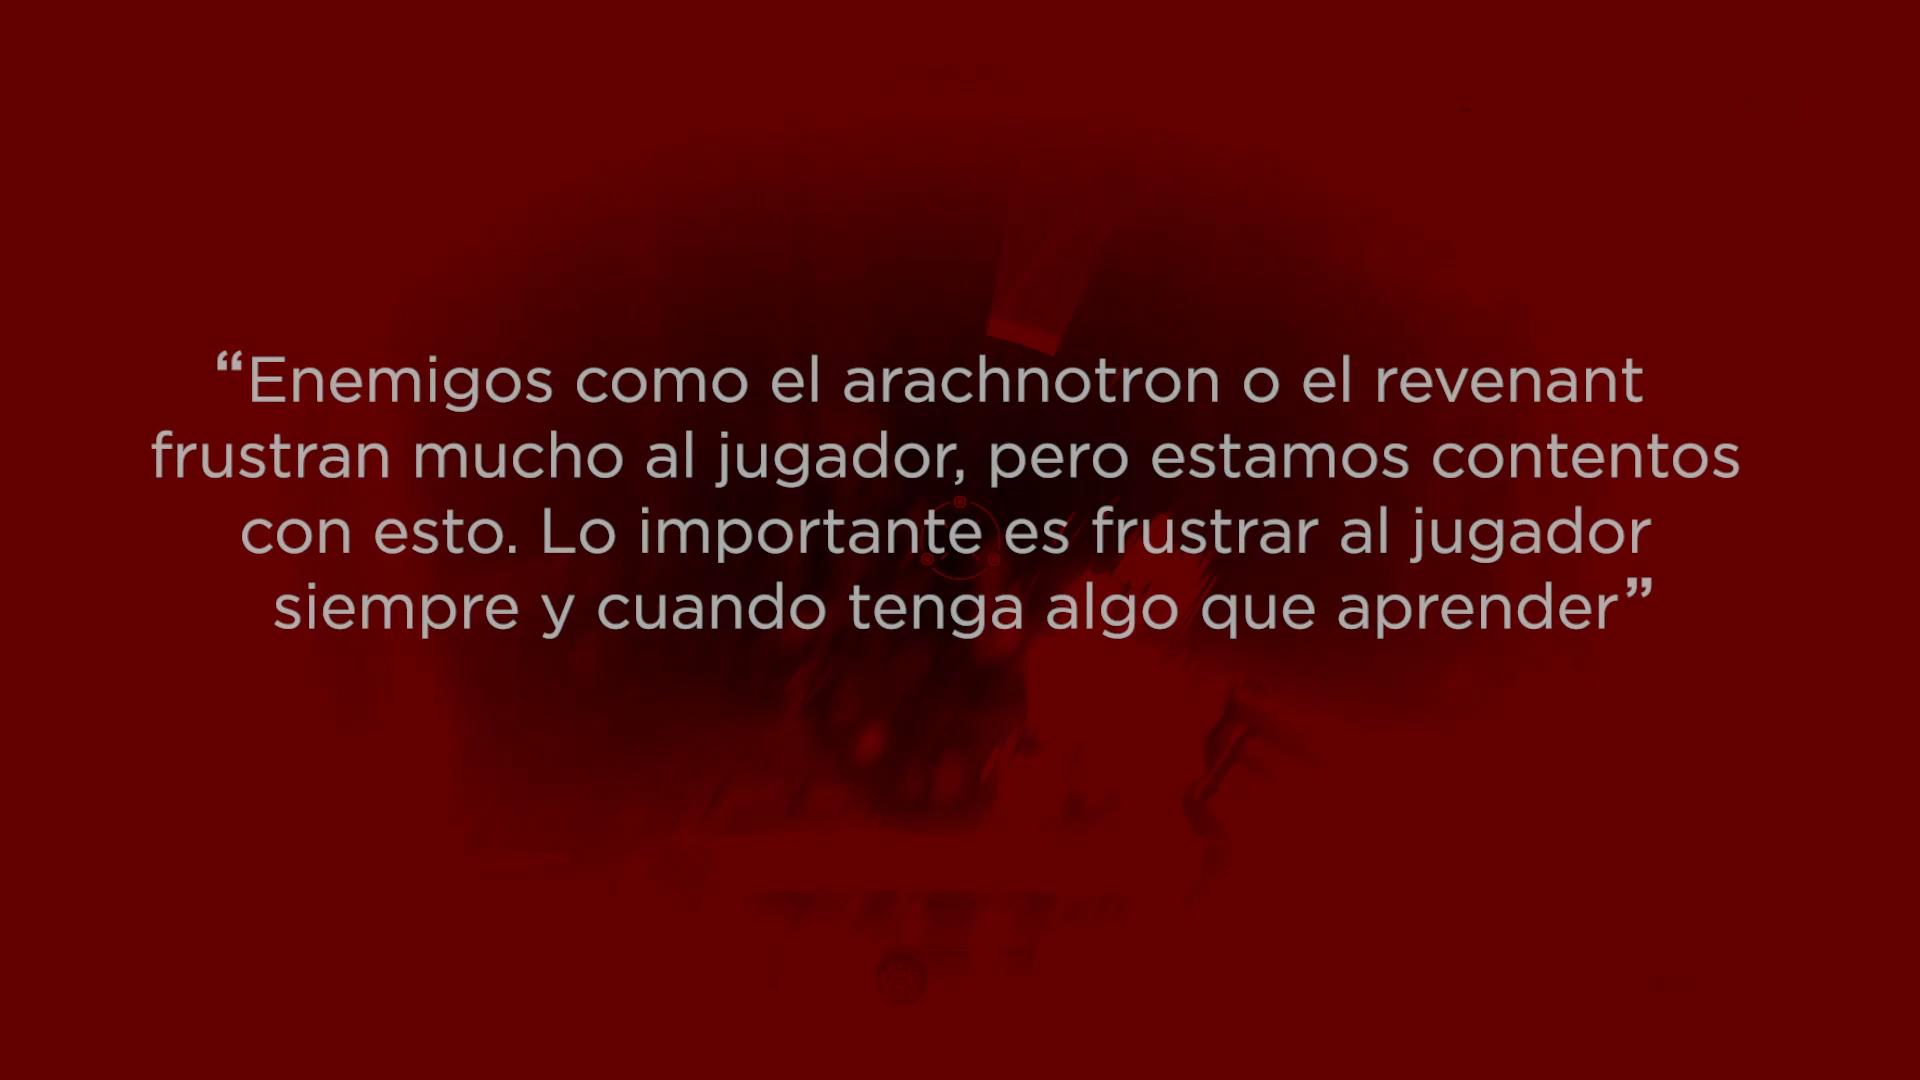 “Enemigos como el arachnotron o el revenant
frustran mucho al jugador, pero estamos contentos
con esto. Lo importante es frustrar al jugador
siempre y cuando tenga algo que aprender”